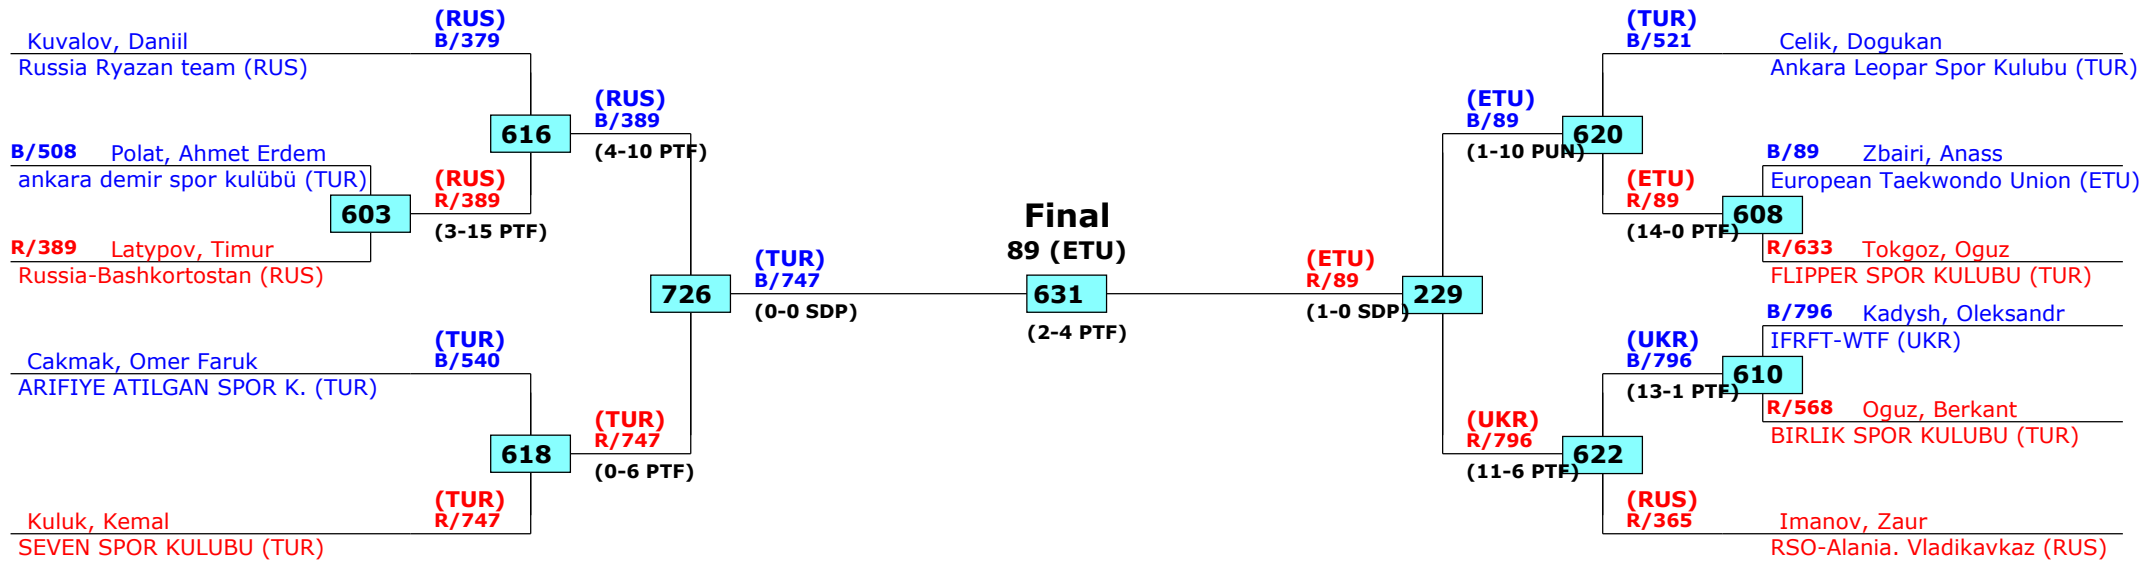 (RUS)
B/379
Kuvalov, Daniil
Russia Ryazan team (RUS)
616
(RUS)
B/389
(4-10 PTF)
B/508 Polat, Ahmet Erdem
ankara demir spor kulübü (TUR)
603
(RUS)
R/389
(3-15 PTF)
R/389 Latypov, Timur
Russia-Bashkortostan (RUS)
726
(TUR)
B/747
(0-0 SDP)
(TUR)
B/540
Cakmak, Omer Faruk
ARIFIYE ATILGAN SPOR K. (TUR)
618
(TUR)
R/747
(0-6 PTF)
(TUR)
R/747
Kuluk, Kemal
SEVEN SPOR KULUBU (TUR)
Final
89 (ETU)
631
(2-4 PTF)
(ETU)
R/89
(1-0 SDP)
229
(ETU)
B/89
(1-10 PUN)
620
(TUR)
B/521
Celik, Dogukan
Ankara Leopar Spor Kulubu (TUR)
(ETU)
R/89
(14-0 PTF)
608
B/89 Zbairi, Anass
European Taekwondo Union (ETU)
R/633 Tokgoz, Oguz
FLIPPER SPOR KULUBU (TUR)
(UKR)
R/796
(11-6 PTF)
622
(UKR)
B/796
(13-1 PTF)
610
B/796 Kadysh, Oleksandr
IFRFT-WTF (UKR)
R/568 Oguz, Berkant
BIRLIK SPOR KULUBU (TUR)
(RUS)
R/365
Imanov, Zaur
RSO-Alania. Vladikavkaz (RUS)